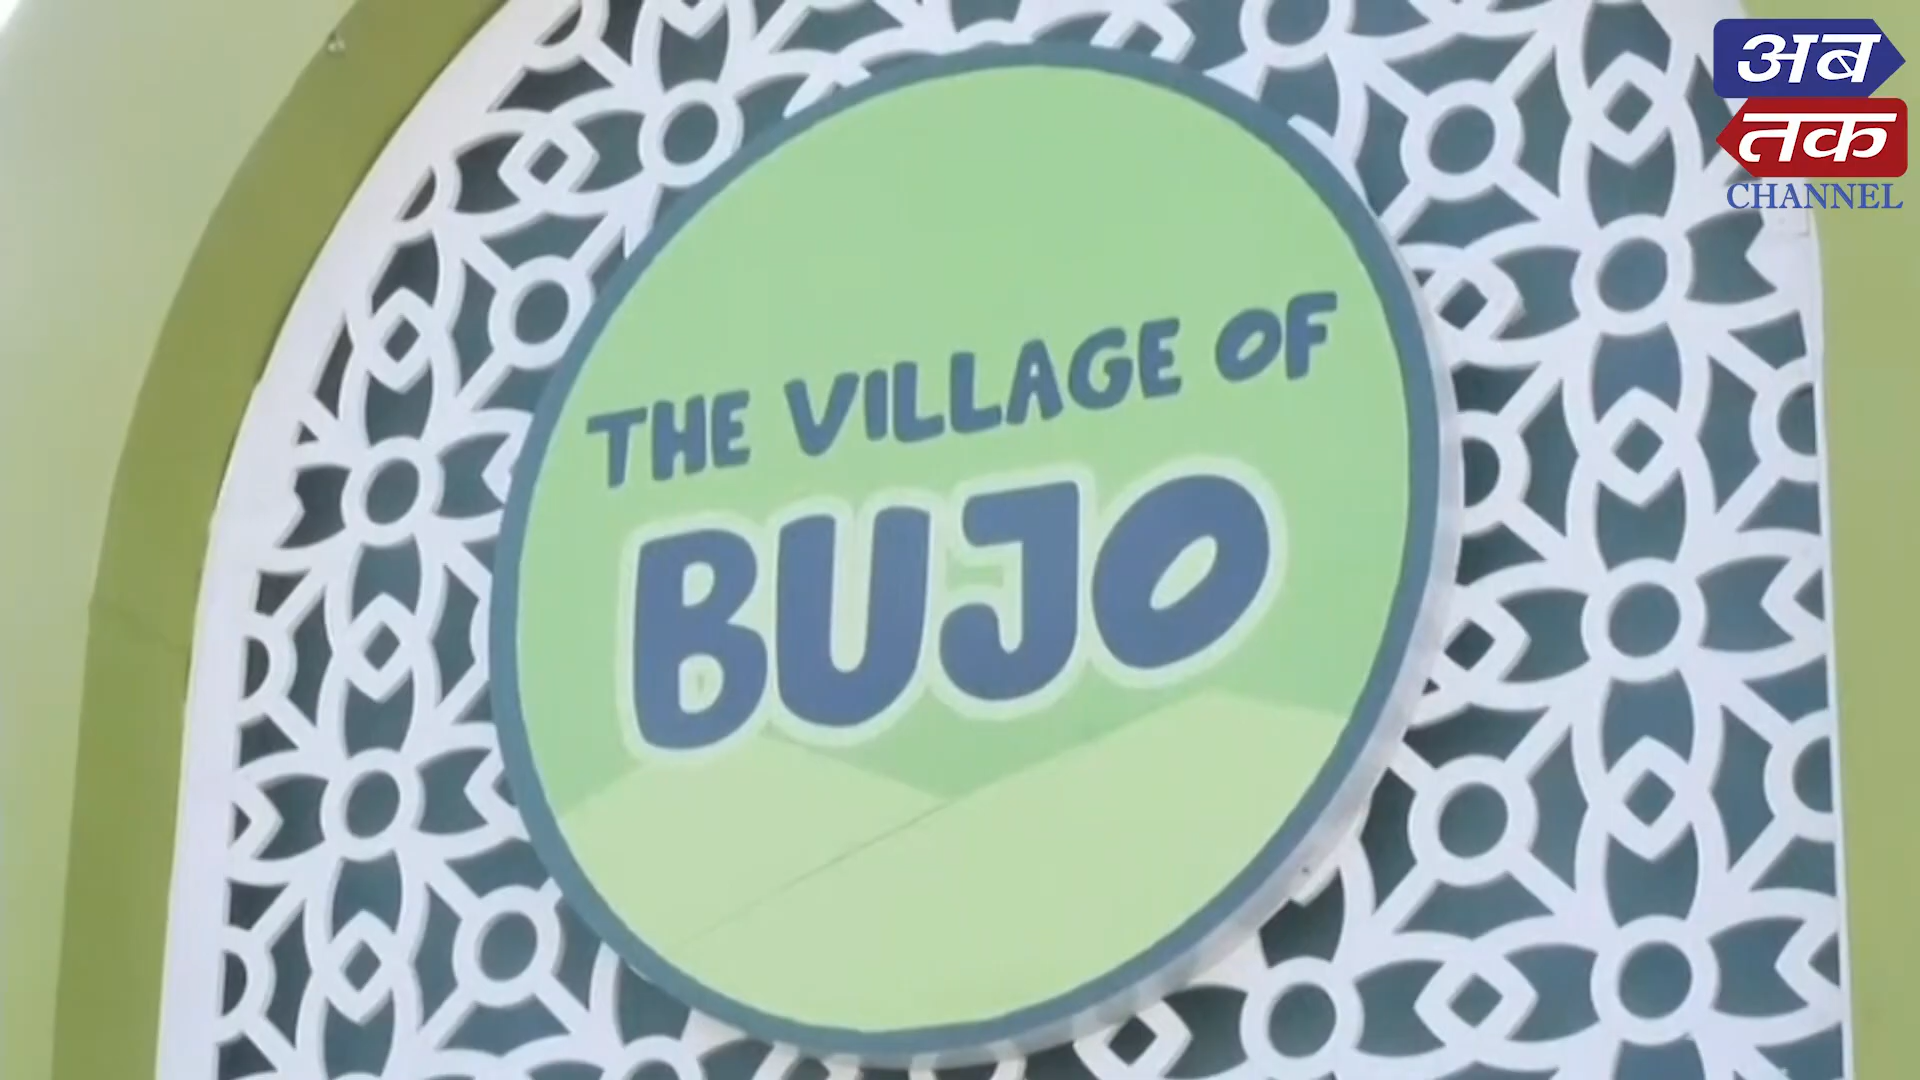 THE VILLAGE OF
BUJO
अब
तक
CHANNEL